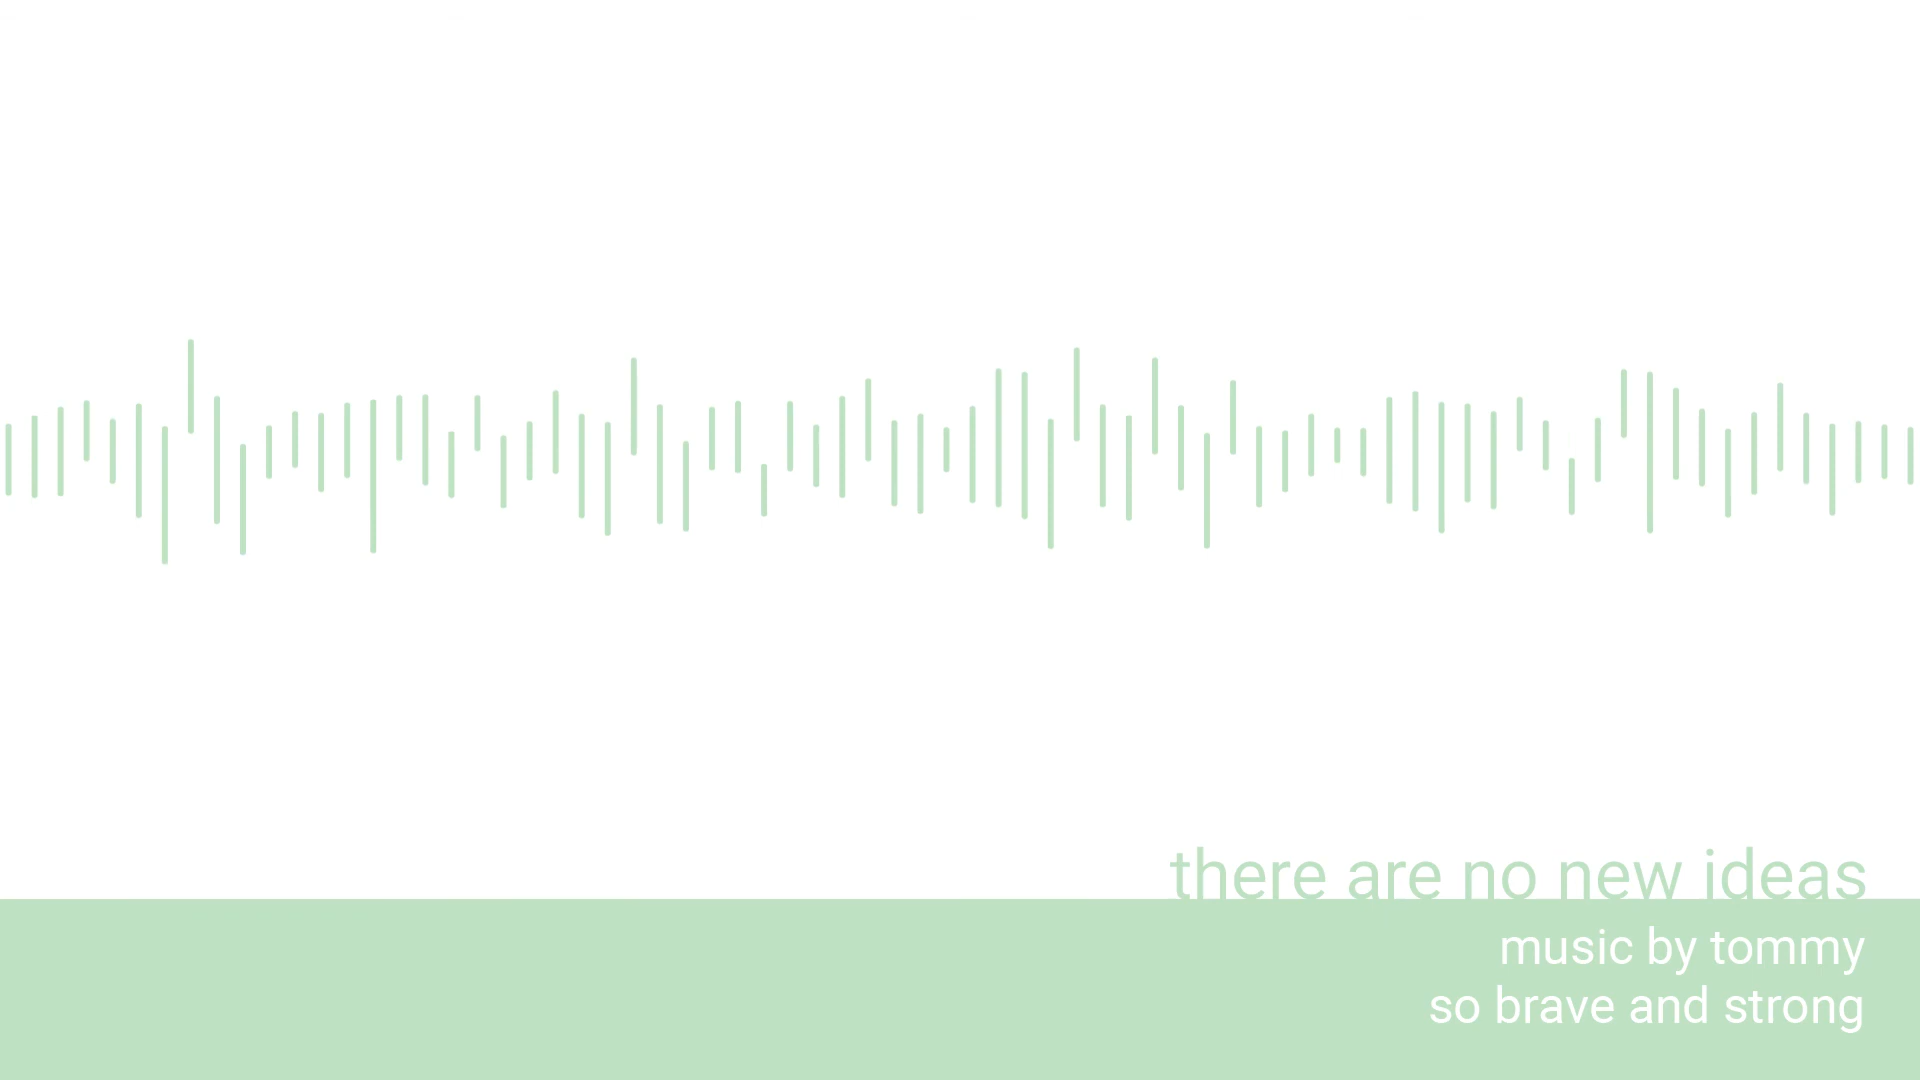 there are no new ideas
music by tommy
so brave and strong